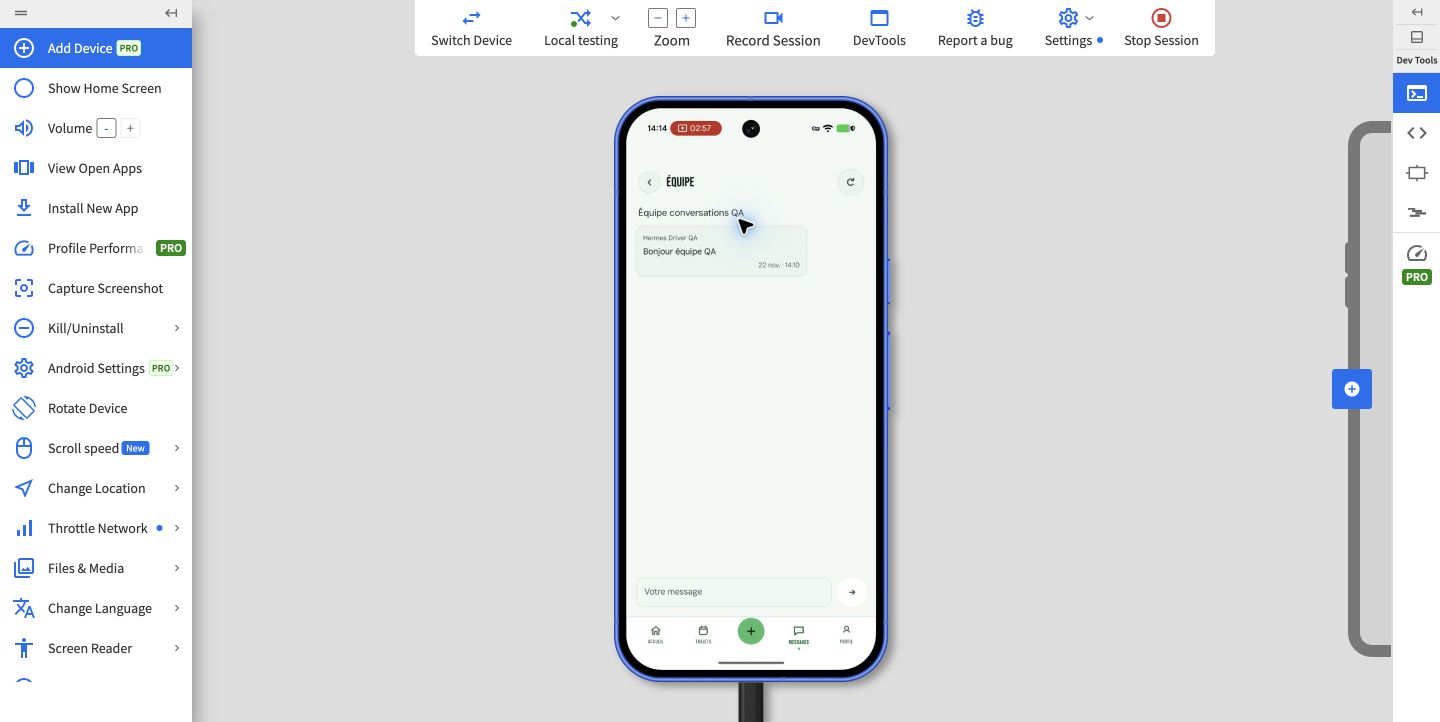 Add Device PRO
Show Home Screen
Volume - +
View Open Apps
Install New App
Profile Performa PRO
Capture Screenshot
Kill/Uninstall
Android Settings PRO
Rotate Device
Scroll speed New
Change Location
Throttle Network
Files & Media
Change Language
Screen Reader
Switch Device
Local testing
Zoom
Record Session
DevTools
Report a bug
Settings
Stop Session
14:14 02:57
ÉQUIPE
Équipe conversations QA
Hermes Driver QA
Bonjour équipe QA
22 nov. · 14:10
Votre message
ACCUEIL
TRAJETS
MESSAGES
PROFIL
Dev Tools
PRO